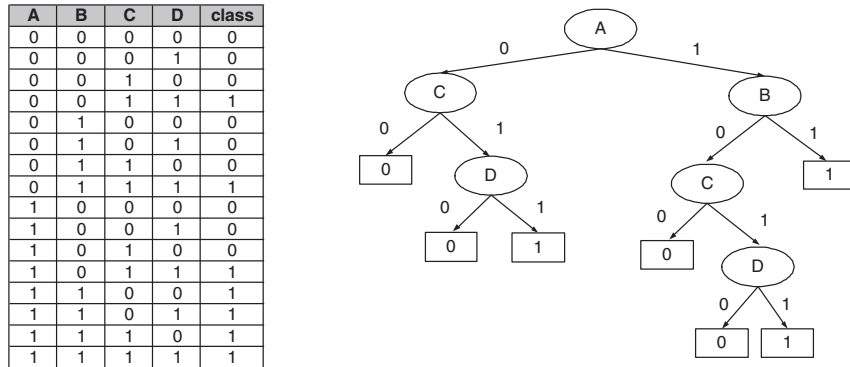 A B C D class
0 0 0 0 0
0 0 0 1 0
0 0 1 0 0
0 0 1 1 1
0 1 0 0 0
0 1 0 1 0
0 1 1 0 0
0 1 1 1 1
1 0 0 0 0
1 0 0 1 0
1 0 1 0 0
1 0 1 1 1
1 1 0 0 1
1 1 0 1 1
1 1 1 0 1
1 1 1 1 1
A
0 1
C B
0 1 0 1
0 D C 1
0 1 0 1
0 1 0 D
0 1
0 1